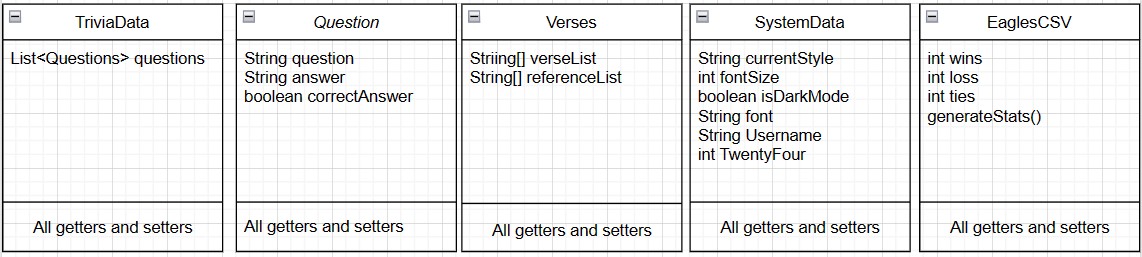 TriviaData
List<Questions> questions
All getters and setters
Question
String question
String answer
boolean correctAnswer
All getters and setters
Verses
Striing[] verseList
String[] referenceList
All getters and setters
SystemData
String currentStyle
int fontSize
boolean isDarkMode
String font
String Username
int TwentyFour
All getters and setters
EaglesCSV
int wins
int loss
int ties
generateStats()
All getters and setters